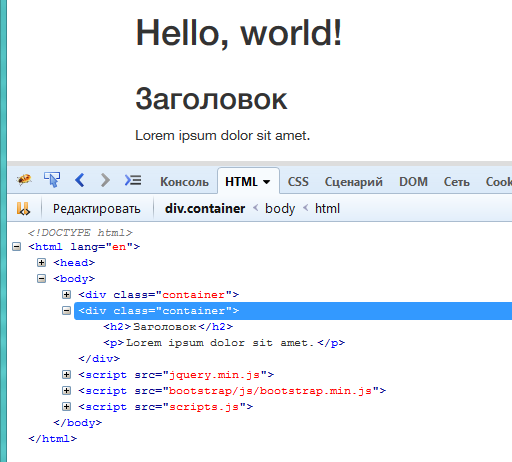 Hello, world!
Заголовок
Lorem ipsum dolor sit amet.
Консоль HTML CSS Сценарий DOM Сеть Cook
Редактировать div.container < body < html
<!DOCTYPE html>
<html lang="en">
<head>
<body>
<div class="container">
<div class="container">
<h2>Заголовок</h2>
<p>Lorem ipsum dolor sit amet.</p>
</div>
<script src="jquery.min.js">
<script src="bootstrap/js/bootstrap.min.js">
<script src="scripts.js">
</body>
</html>